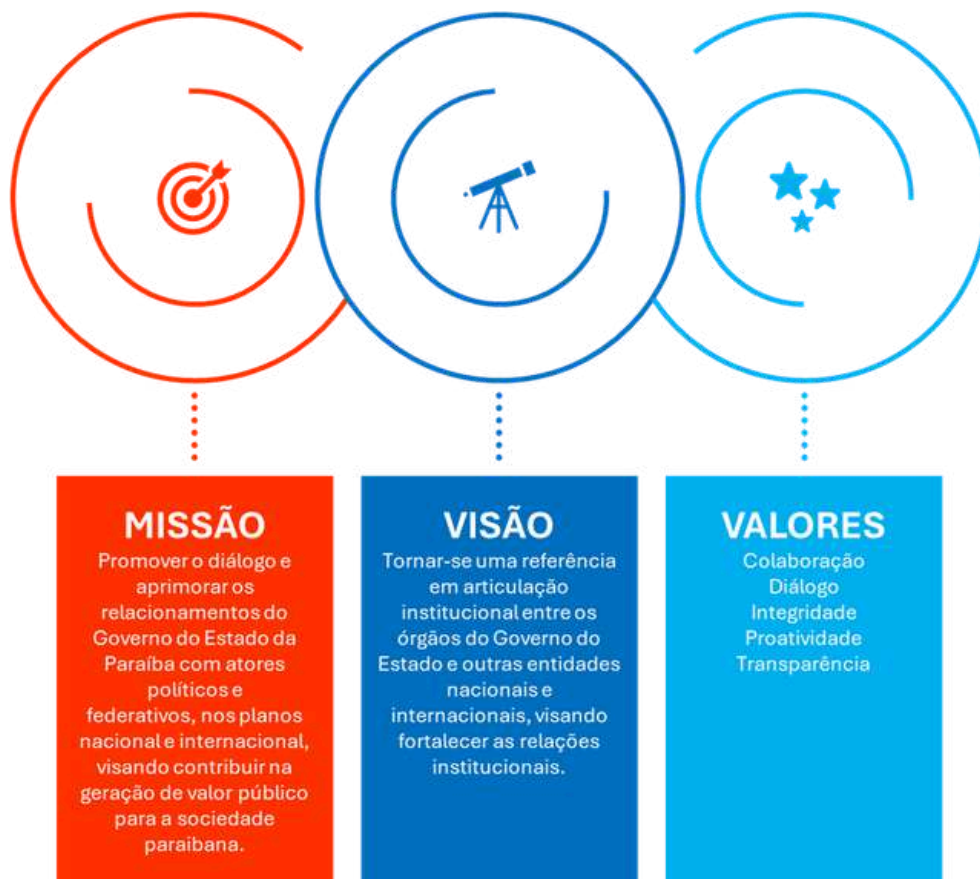 MISSÃO
Promover o diálogo e
aprimorar os
relacionamentos do
Governo do Estado da
Paraíba com atores
políticos e
federativos, nos planos
nacional e internacional,
visando contribuir na
geração de valor público
para a sociedade
paraibana.
VISÃO
Tornar-se uma referência
em articulação
institucional entre os
órgãos do Governo do
Estado e outras entidades
nacionais e
internacionais, visando
fortalecer as relações
institucionais.
VALORES
Colaboração
Diálogo
Integridade
Proatividade
Transparência